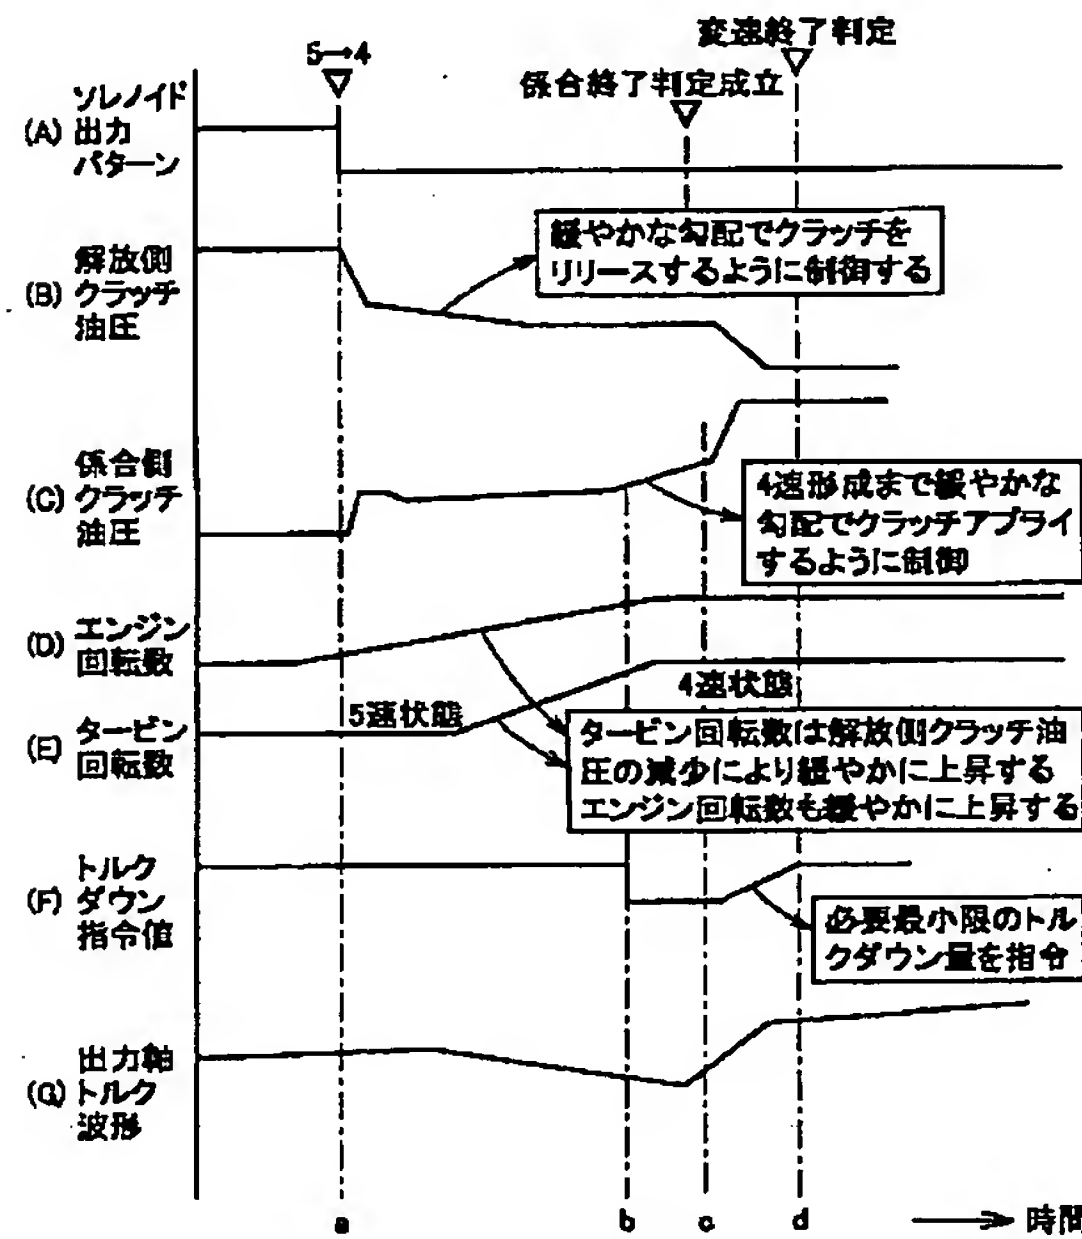 変速終了判定
5→4
係合終了判定成立
ソレノイド
(A) 出力
パターン
緩やかな勾配でクラッチを
リリースするように制御する
解放側
(B) クラッチ
油圧
係合側
(C) クラッチ
油圧
4速形成まで緩やかな
勾配でクラッチアプライ
するように制御
(D) エンジン
回転数
4速状態
5速状態
(E) タービン
回転数
タービン回転数は解放側クラッチ油
圧の減少により緩やかに上昇する
エンジン回転数も緩やかに上昇する
トルク
(F) ダウン
指令値
必要最小限のトル
クダウン量を指令
出力軸
(G) トルク
波形
a b c d
時間